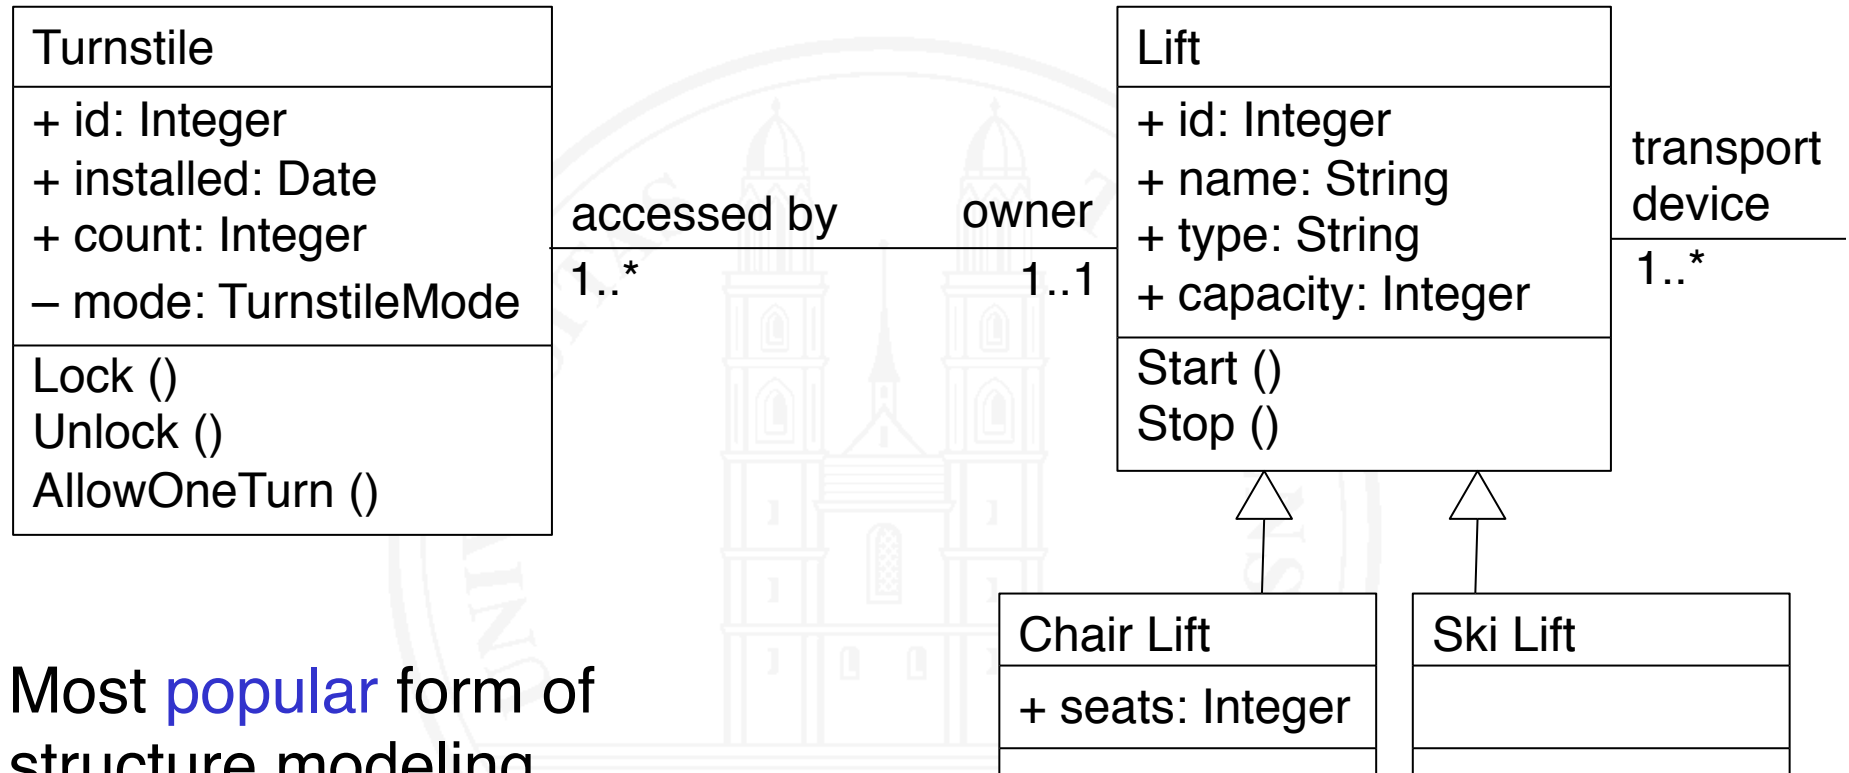 Turnstile
+ id: Integer
+ installed: Date
+ count: Integer
– mode: TurnstileMode
Lock ()
Unlock ()
AllowOneTurn ()
accessed by
1..*
owner
1..1
Lift
+ id: Integer
+ name: String
+ type: String
+ capacity: Integer
Start ()
Stop ()
transport
device
1..*
Chair Lift
+ seats: Integer
Ski Lift
Most popular form of
structure modeling